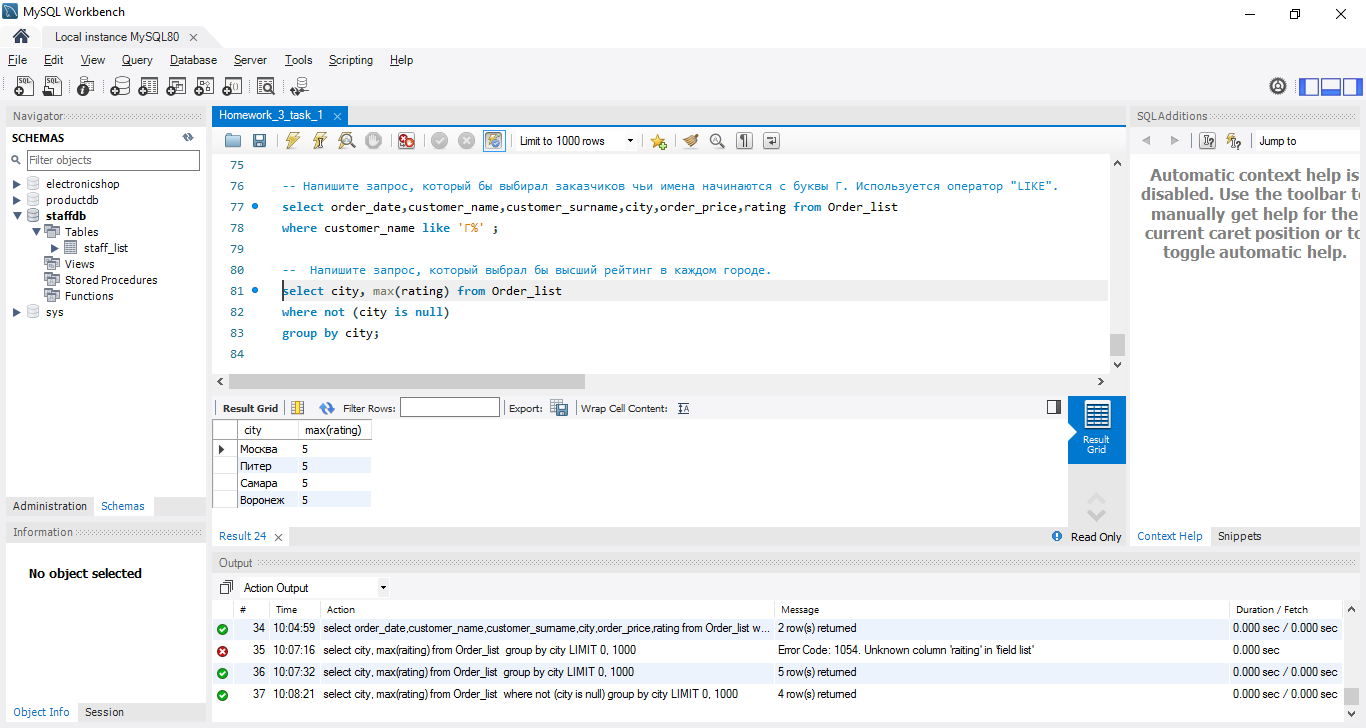 MySQL Workbench
Local instance MySQL80
File Edit View Query Database Server Tools Scripting Help
Navigator
SCHEMAS
Filter objects
electronicshop
productdb
staffdb
Tables
staff_list
Views
Stored Procedures
Functions
sys
Administration Schemas
Information
No object selected
Object Info Session
Homework_3_task_1
Limit to 1000 rows
75
76 -- Напишите запрос, который бы выбирал заказчиков чьи имена начинаются с буквы Г. Используется оператор "LIKE".
77 select order_date,customer_name,customer_surname,city,order_price,rating from Order_list
78 where customer_name like 'Г%' ;
79
80 --  Напишите запрос, который выбрал бы высший рейтинг в каждом городе.
81 select city, max(rating) from Order_list
82 where not (city is null)
83 group by city;
84
Result Grid Filter Rows: Export: Wrap Cell Content:
city max(rating)
Москва 5
Питер 5
Самара 5
Воронеж 5
Result Grid
Result 24 Read Only
Output
Action Output
# Time Action Message Duration / Fetch
34 10:04:59 select order_date,customer_name,customer_surname,city,order_price,rating from Order_list w... 2 row(s) returned 0.000 sec / 0.000 sec
35 10:07:16 select city, max(raiting) from Order_list  group by city LIMIT 0, 1000 Error Code: 1054. Unknown column 'raiting' in 'field list' 0.000 sec
36 10:07:32 select city, max(rating) from Order_list  group by city LIMIT 0, 1000 5 row(s) returned 0.000 sec / 0.000 sec
37 10:08:21 select city, max(rating) from Order_list  where not (city is null) group by city LIMIT 0, 1000 4 row(s) returned 0.000 sec / 0.000 sec
SQLAdditions
Jump to
Automatic context help is
disabled. Use the toolbar to
manually get help for the
current caret position or to
toggle automatic help.
Context Help Snippets